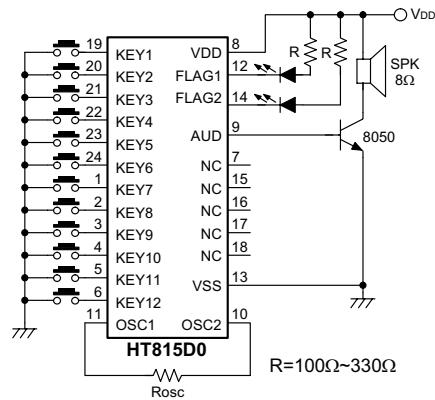 VDD
19 KEY1 VDD 8 R R
20 KEY2 FLAG1 12 SPK
21 KEY3 8Ω
22 KEY4 FLAG2 14
23 KEY5 AUD 9 8050
24 KEY6 NC 7
1 KEY7 NC 15
2 KEY8 NC 16
3 KEY9 NC 17
4 KEY10 NC 18
5 KEY11 VSS 13
6 KEY12
11 OSC1 OSC2 10
HT815D0
R=100Ω~330Ω
Rosc